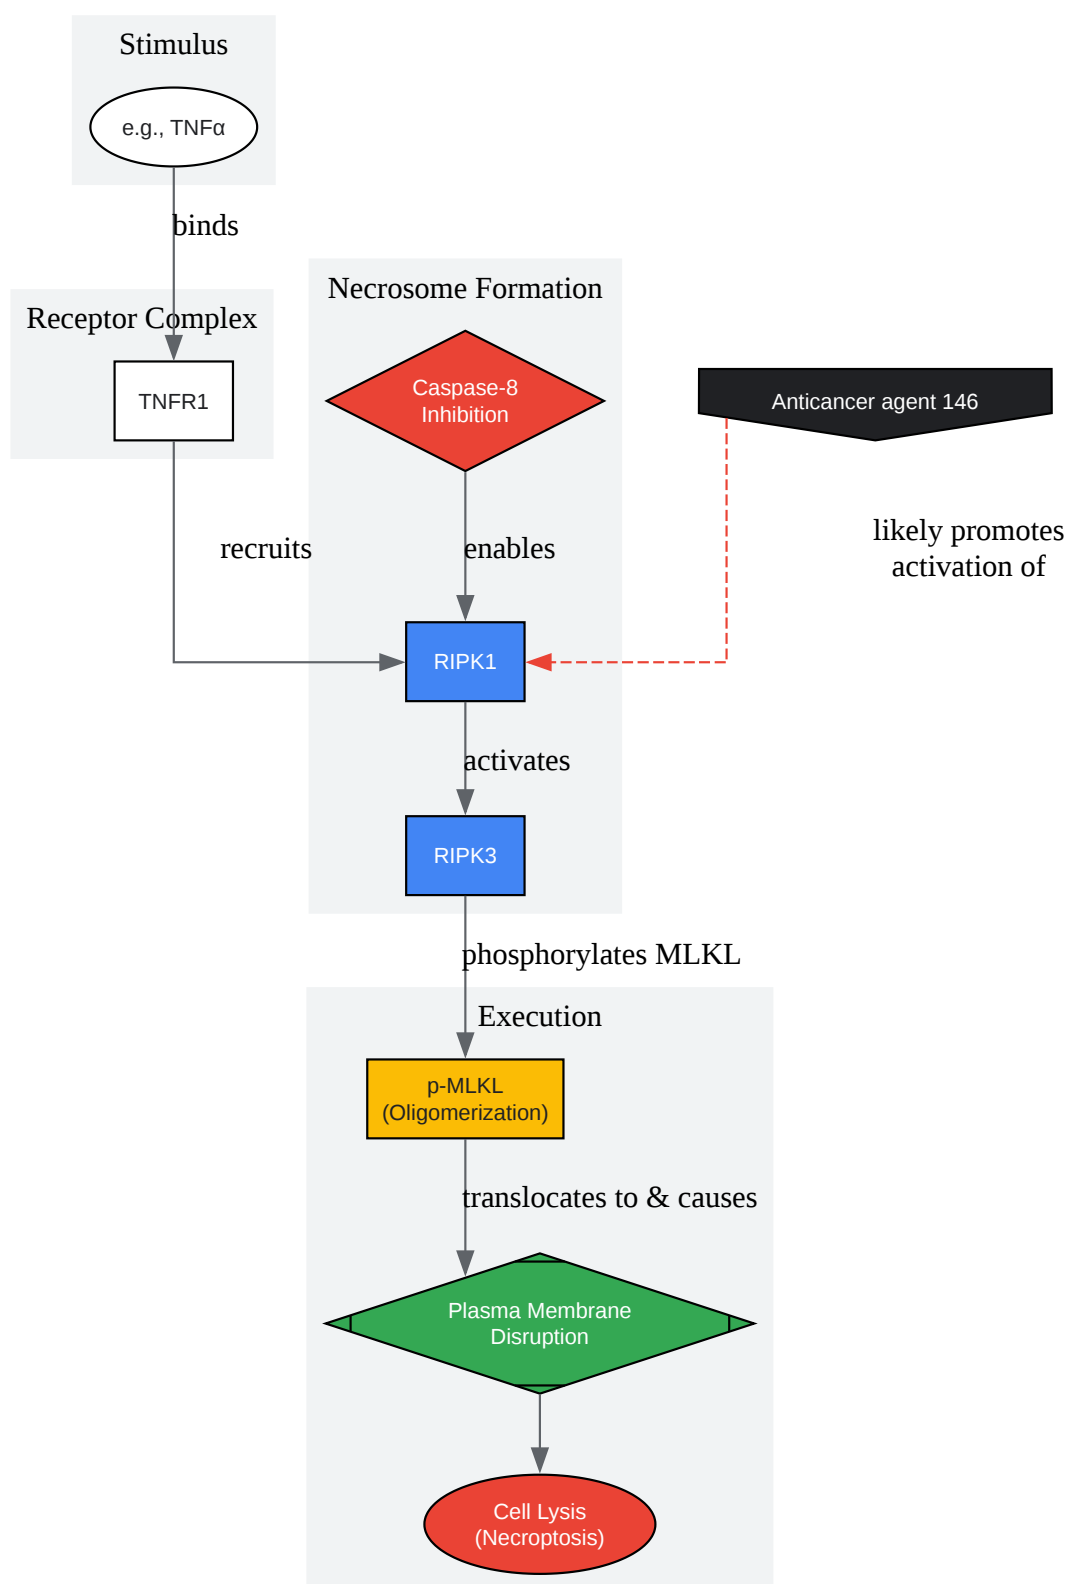 Stimulus
e.g., TNFα
binds
Receptor Complex
TNFR1
recruits
Necrosome Formation
Caspase-8
Inhibition
enables
Anticancer agent 146
likely promotes
activation of
RIPK1
activates
RIPK3
phosphorylates MLKL
Execution
p-MLKL
(Oligomerization)
translocates to & causes
Plasma Membrane
Disruption
Cell Lysis
(Necroptosis)